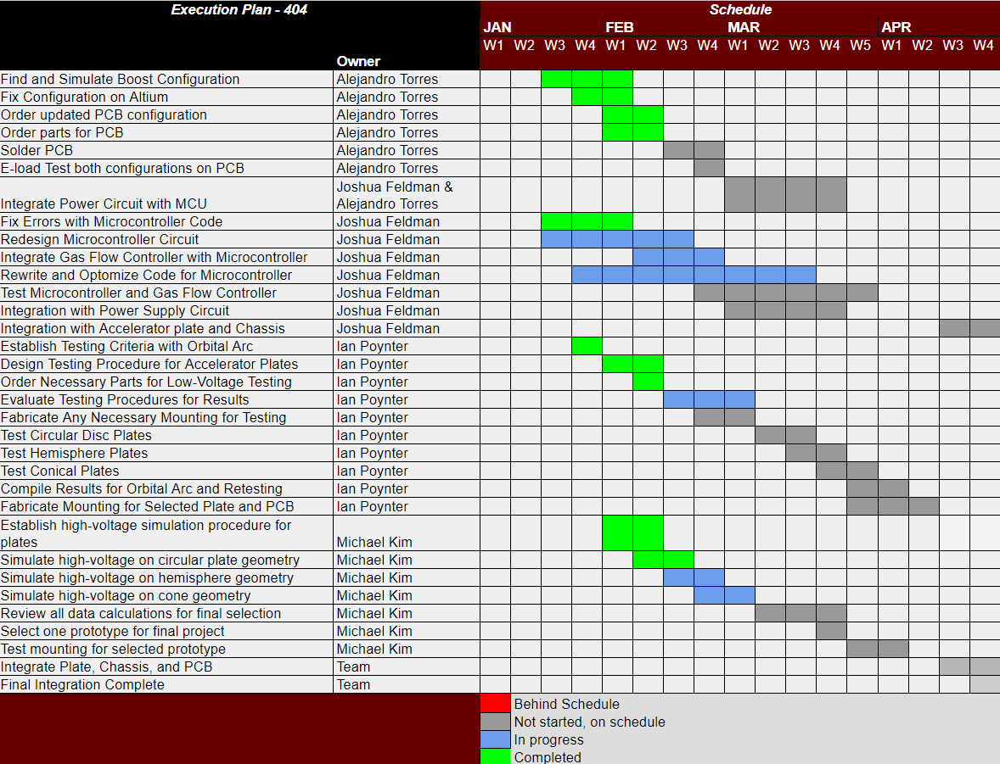 Execution Plan - 404
Schedule
JAN FEB MAR APR
Owner
W1 W2 W3 W4 W1 W2 W3 W4 W1 W2 W3 W4 W5 W1 W2 W3 W4
Find and Simulate Boost Configuration Alejandro Torres
Fix Configuration on Altium Alejandro Torres
Order updated PCB configuration Alejandro Torres
Order parts for PCB Alejandro Torres
Solder PCB Alejandro Torres
E-load Test both configurations on PCB Alejandro Torres
Integrate Power Circuit with MCU Joshua Feldman &
Alejandro Torres
Fix Errors with Microcontroller Code Joshua Feldman
Redesign Microcontroller Circuit Joshua Feldman
Integrate Gas Flow Controller with Microcontroller Joshua Feldman
Rewrite and Optomize Code for Microcontroller Joshua Feldman
Test Microcontroller and Gas Flow Controller Joshua Feldman
Integration with Power Supply Circuit Joshua Feldman
Integration with Accelerator plate and Chassis Joshua Feldman
Establish Testing Criteria with Orbital Arc Ian Poynter
Design Testing Procedure for Accelerator Plates Ian Poynter
Order Necessary Parts for Low-Voltage Testing Ian Poynter
Evaluate Testing Procedures for Results Ian Poynter
Fabricate Any Necessary Mounting for Testing Ian Poynter
Test Circular Disc Plates Ian Poynter
Test Hemisphere Plates Ian Poynter
Test Conical Plates Ian Poynter
Compile Results for Orbital Arc and Retesting Ian Poynter
Fabricate Mounting for Selected Plate and PCB Ian Poynter
Establish high-voltage simulation procedure for
plates Michael Kim
Simulate high-voltage on circular plate geometry Michael Kim
Simulate high-voltage on hemisphere geometry Michael Kim
Simulate high-voltage on cone geometry Michael Kim
Review all data calculations for final selection Michael Kim
Select one prototype for final project Michael Kim
Test mounting for selected prototype Michael Kim
Integrate Plate, Chassis, and PCB Team
Final Integration Complete Team
Behind Schedule
Not started, on schedule
In progress
Completed